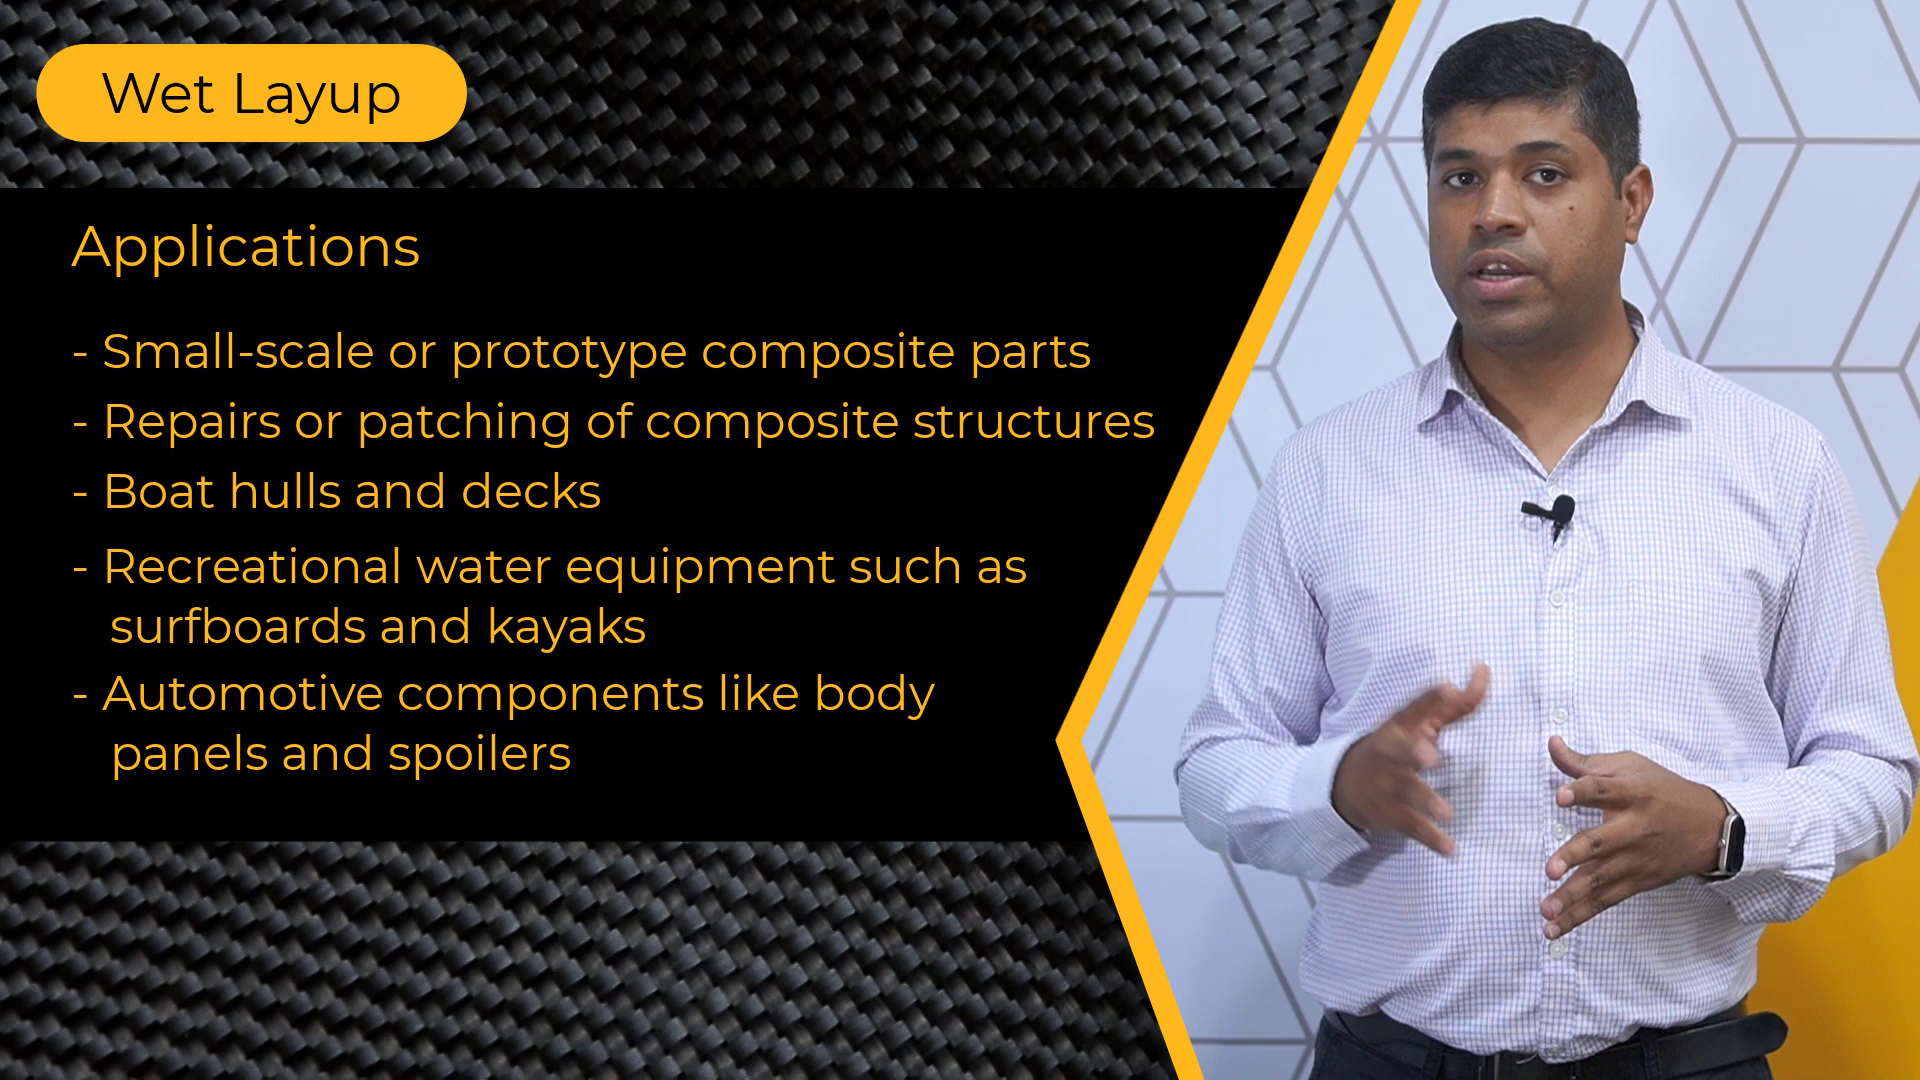 Wet Layup
Applications
- Small-scale or prototype composite parts
- Repairs or patching of composite structures
- Boat hulls and decks
- Recreational water equipment such as
surfboards and kayaks
- Automotive components like body
panels and spoilers